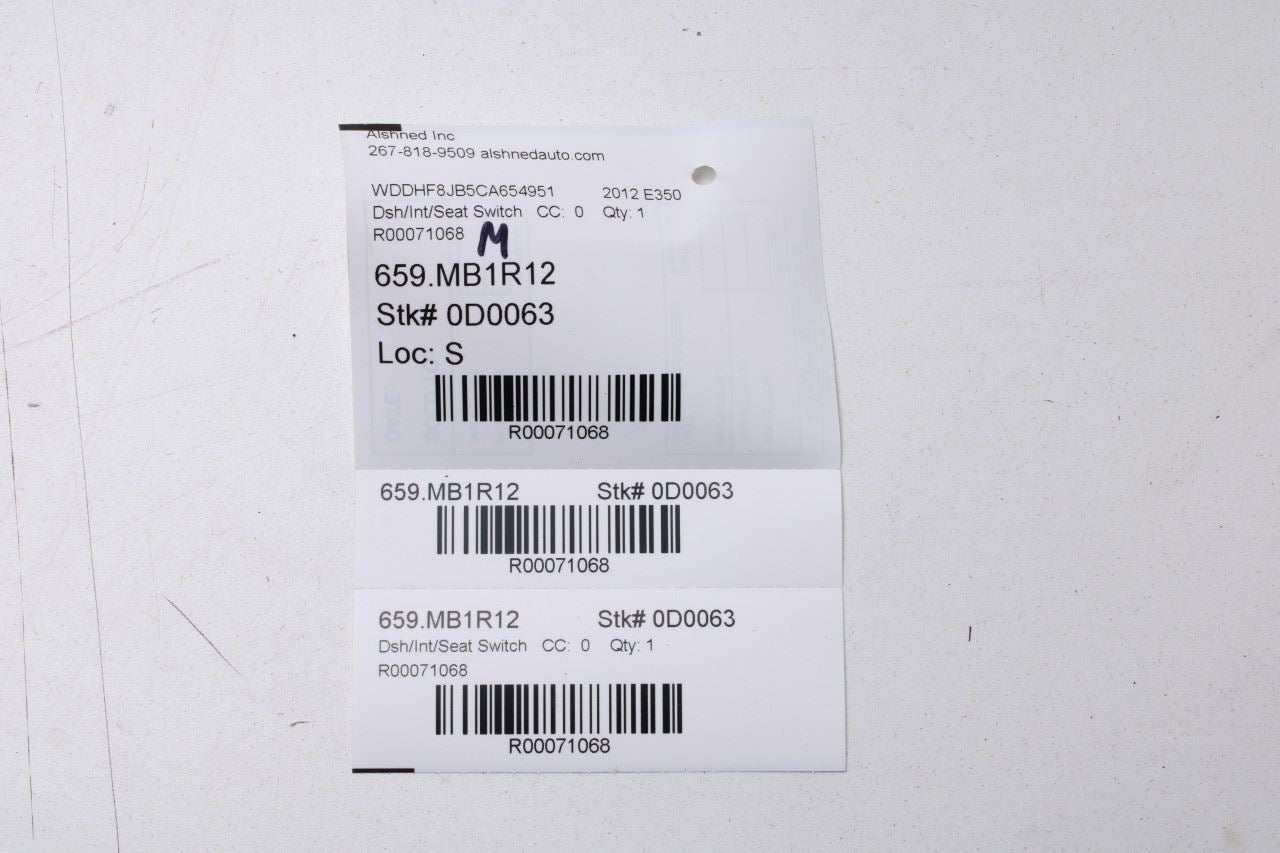 Alshned Inc
267-818-9509 alshnedauto.com
WDDHF8JB5CA654951 2012 E350
Dsh/Int/Seat Switch CC: 0 Qty: 1
R00071068 M
659.MB1R12
Stk# 0D0063
Loc: S
R00071068
659.MB1R12 Stk# 0D0063
R00071068
659.MB1R12 Stk# 0D0063
Dsh/Int/Seat Switch CC: 0 Qty: 1
R00071068
R00071068